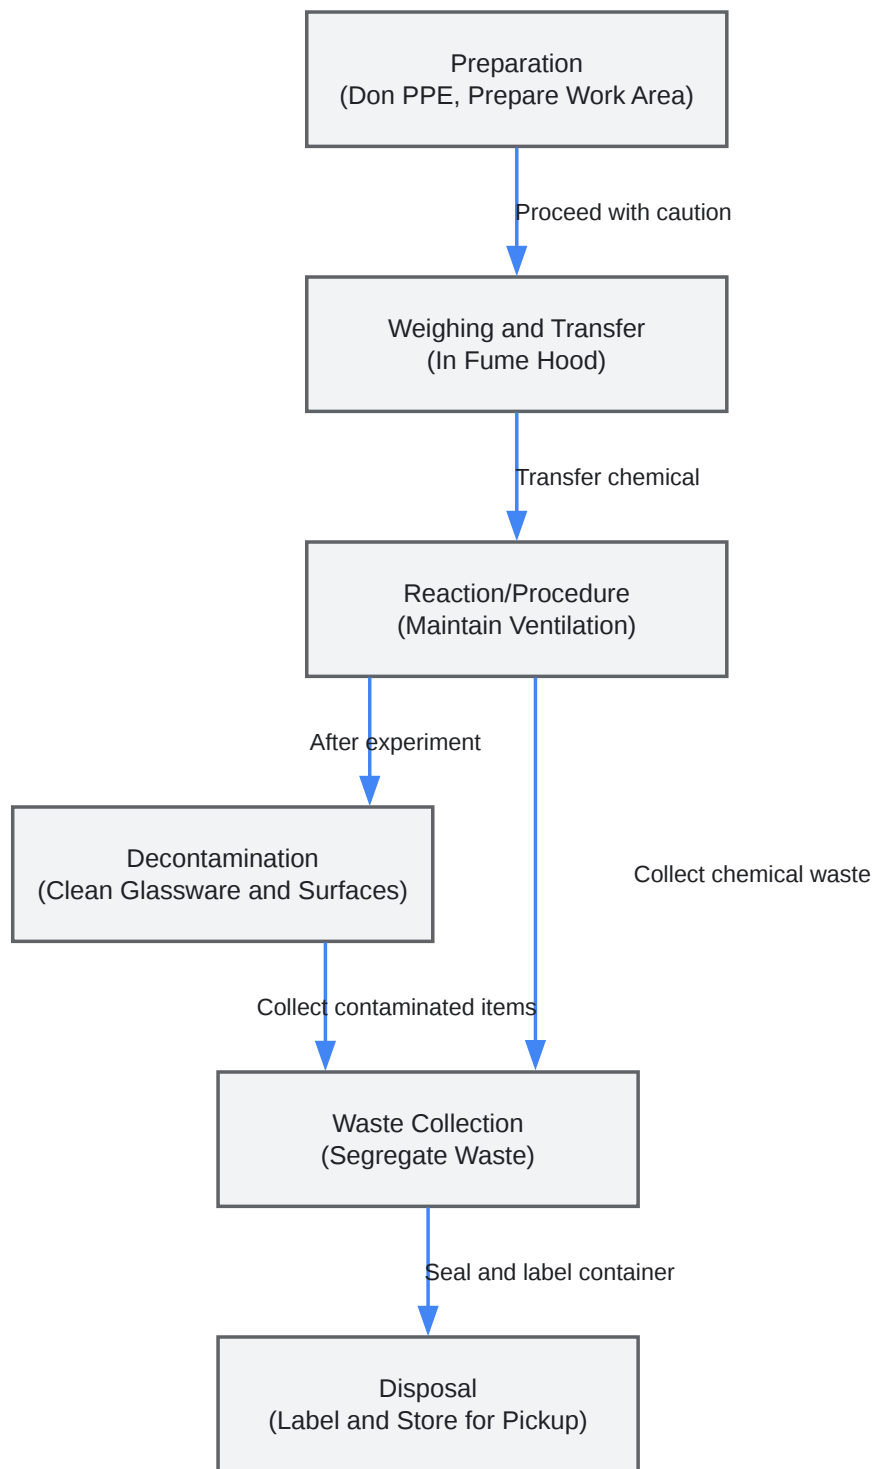 Preparation
(Don PPE, Prepare Work Area)
Proceed with caution
Weighing and Transfer
(In Fume Hood)
Transfer chemical
Reaction/Procedure
(Maintain Ventilation)
After experiment
Decontamination
(Clean Glassware and Surfaces)
Collect chemical waste
Collect contaminated items
Waste Collection
(Segregate Waste)
Seal and label container
Disposal
(Label and Store for Pickup)